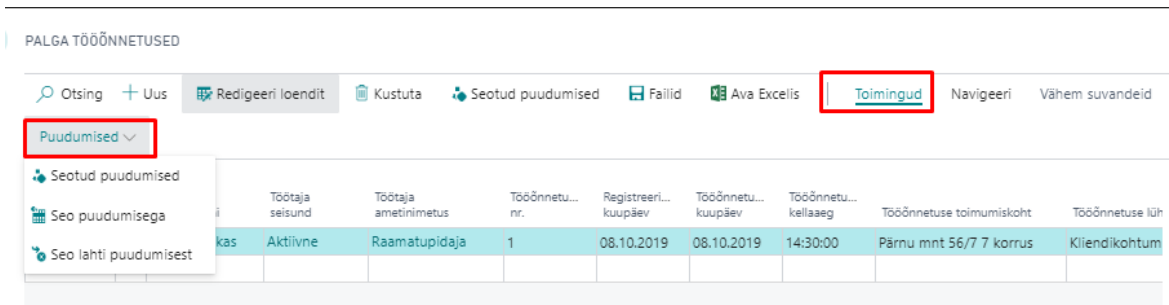 PALGA TÖÖÕNNETUSED
Otsing Uus Redigeeri loendit Kustuta Seotud puudumised Failid Ava Excelis Toimingud Navigeeri Vähem suvandeid
Puudumised
Seotud puudumised
Seo puudumisega
Seo lahti puudumisest
Töötaja seisund
Töötaja ametinimetus
Tööõnnetu... nr.
Registreeri... kuupäev
Tööõnnetu... kuupäev
Tööõnnetu... kellaaeg
Tööõnnetuse toimumiskoht
Tööõnnetuse lüh
kas Aktiivne Raamatupidaja 1 08.10.2019 08.10.2019 14:30:00 Pärnu mnt 56/7 7 korrus Kliendikohtum